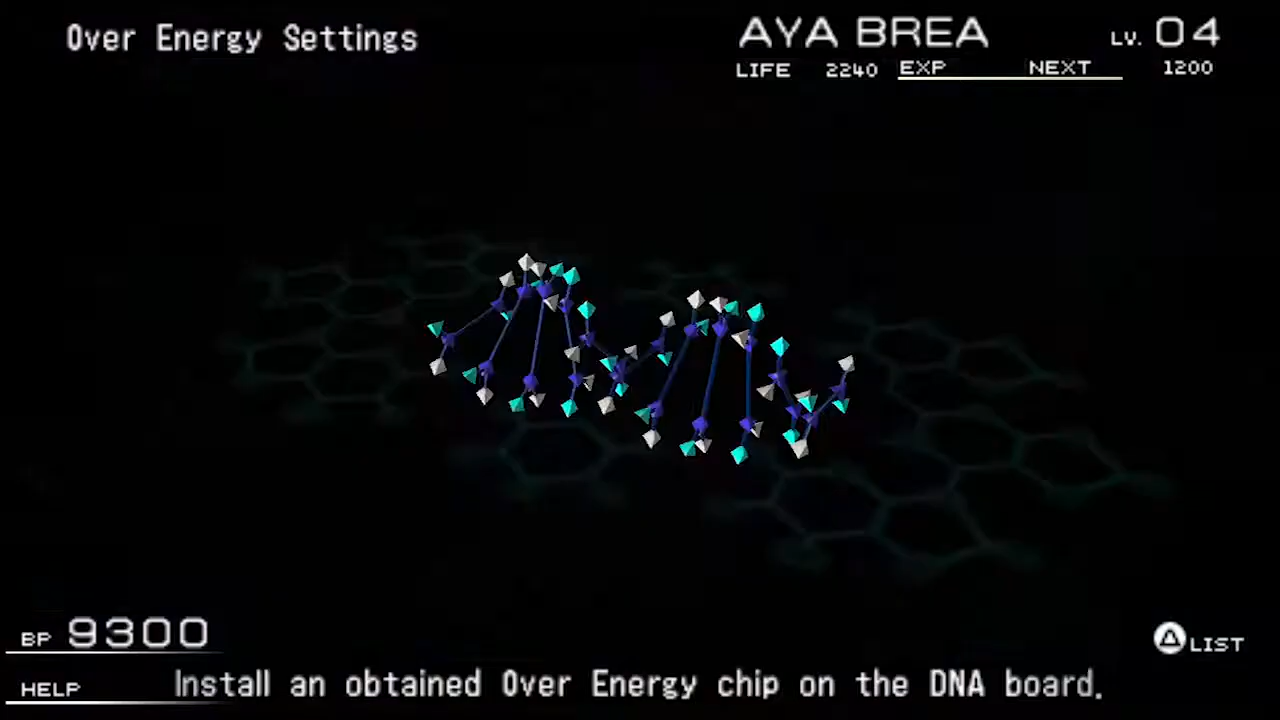 Over Energy Settings
AYA BREA LV. 04
LIFE 2240 EXP NEXT 1200
BP 9300
LIST
HELP Install an obtained Over Energy chip on the DNA board.